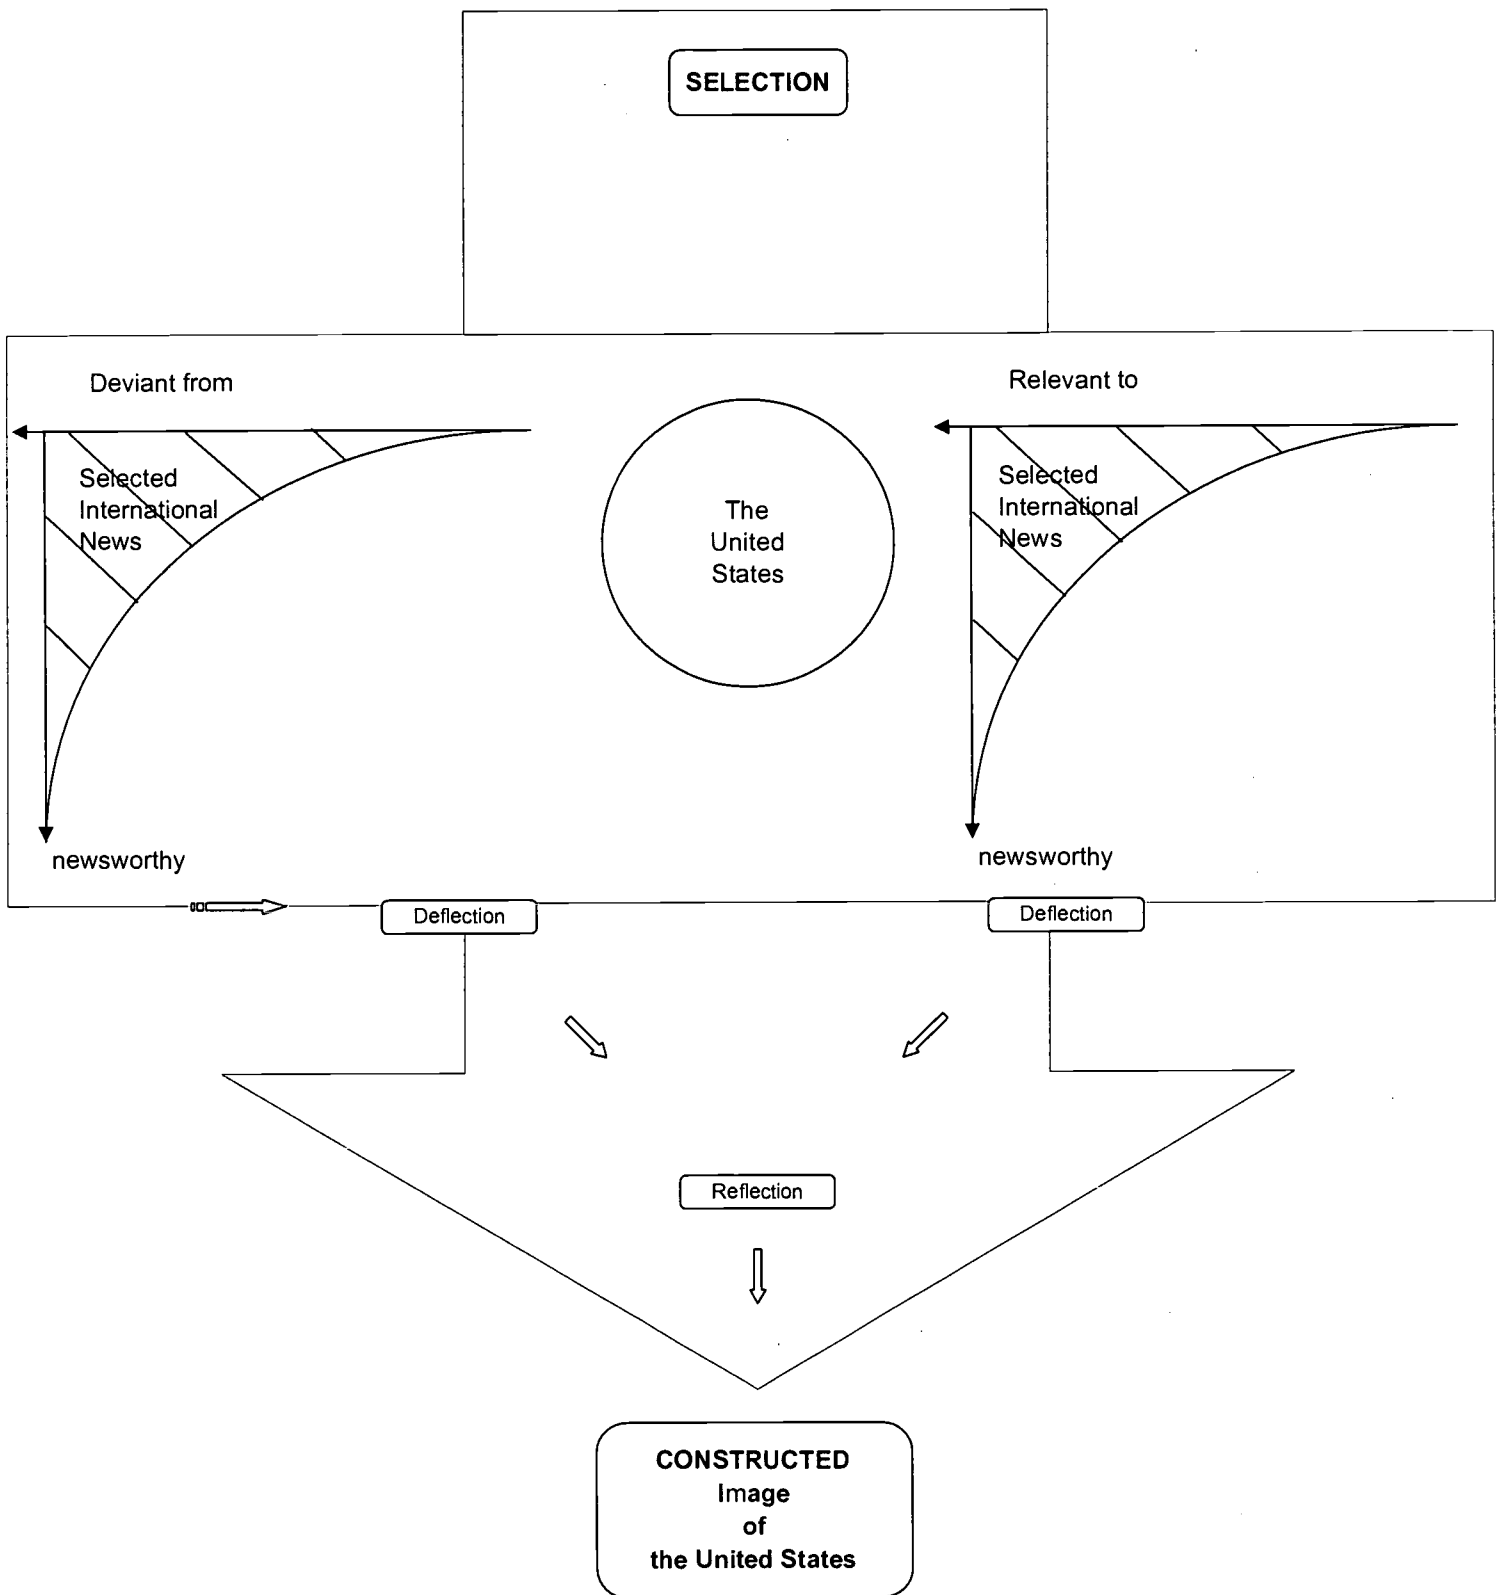 SELECTION
Deviant from
Selected
International
News
newsworthy
The
United
States
Relevant to
Selected
International
News
newsworthy
Deflection
Deflection
Reflection
CONSTRUCTED
Image
of
the United States